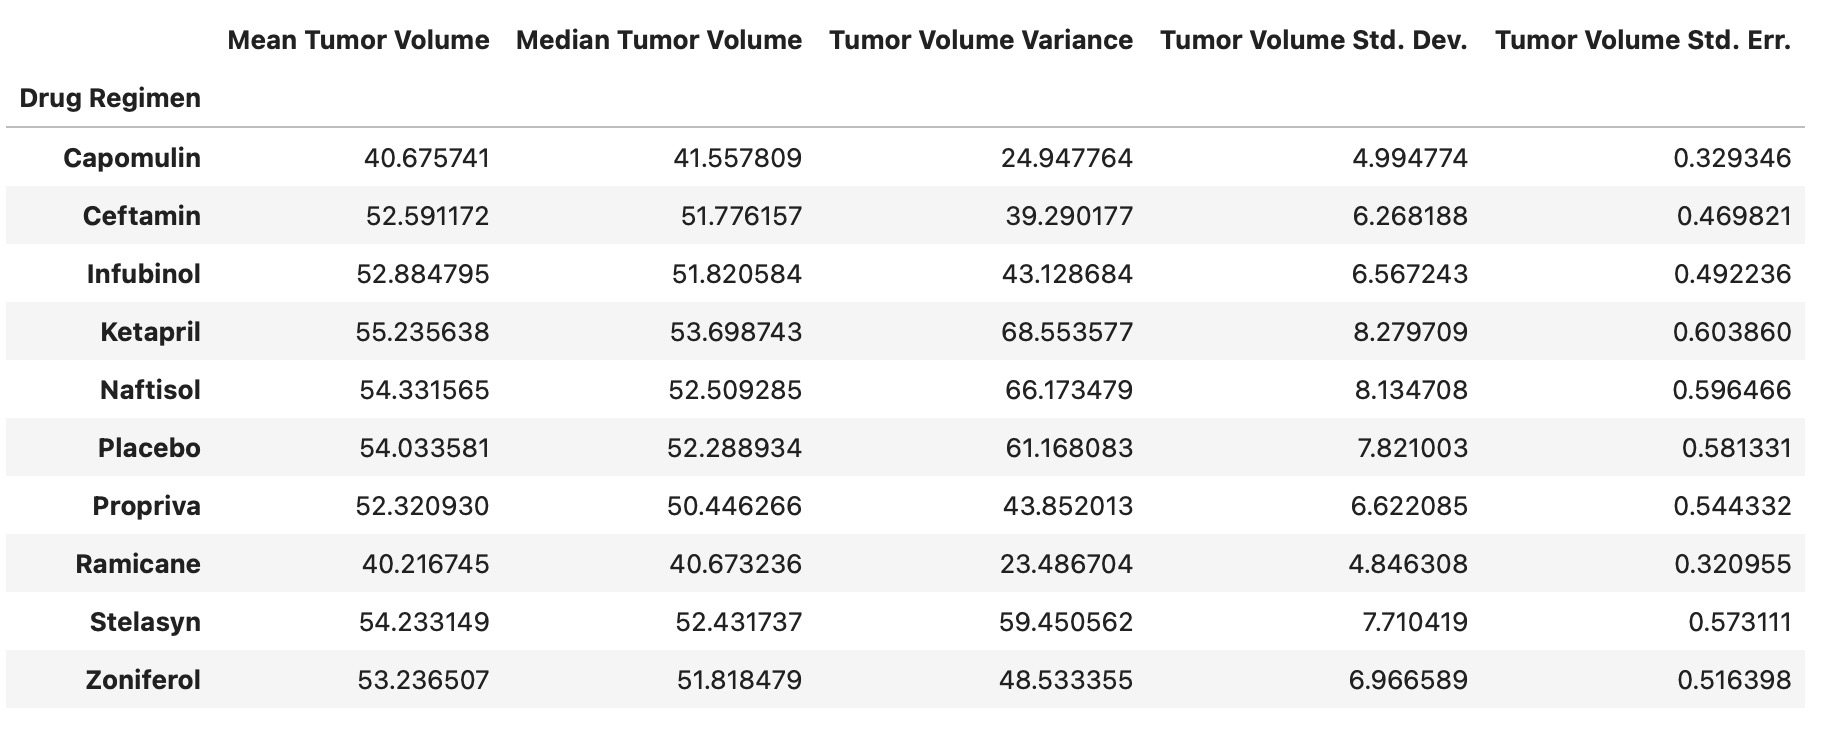 Mean Tumor Volume Median Tumor Volume Tumor Volume Variance Tumor Volume Std. Dev. Tumor Volume Std. Err.
Drug Regimen
Capomulin 40.675741 41.557809 24.947764 4.994774 0.329346
Ceftamin 52.591172 51.776157 39.290177 6.268188 0.469821
Infubinol 52.884795 51.820584 43.128684 6.567243 0.492236
Ketapril 55.235638 53.698743 68.553577 8.279709 0.603860
Naftisol 54.331565 52.509285 66.173479 8.134708 0.596466
Placebo 54.033581 52.288934 61.168083 7.821003 0.581331
Propriva 52.320930 50.446266 43.852013 6.622085 0.544332
Ramicane 40.216745 40.673236 23.486704 4.846308 0.320955
Stelasyn 54.233149 52.431737 59.450562 7.710419 0.573111
Zoniferol 53.236507 51.818479 48.533355 6.966589 0.516398